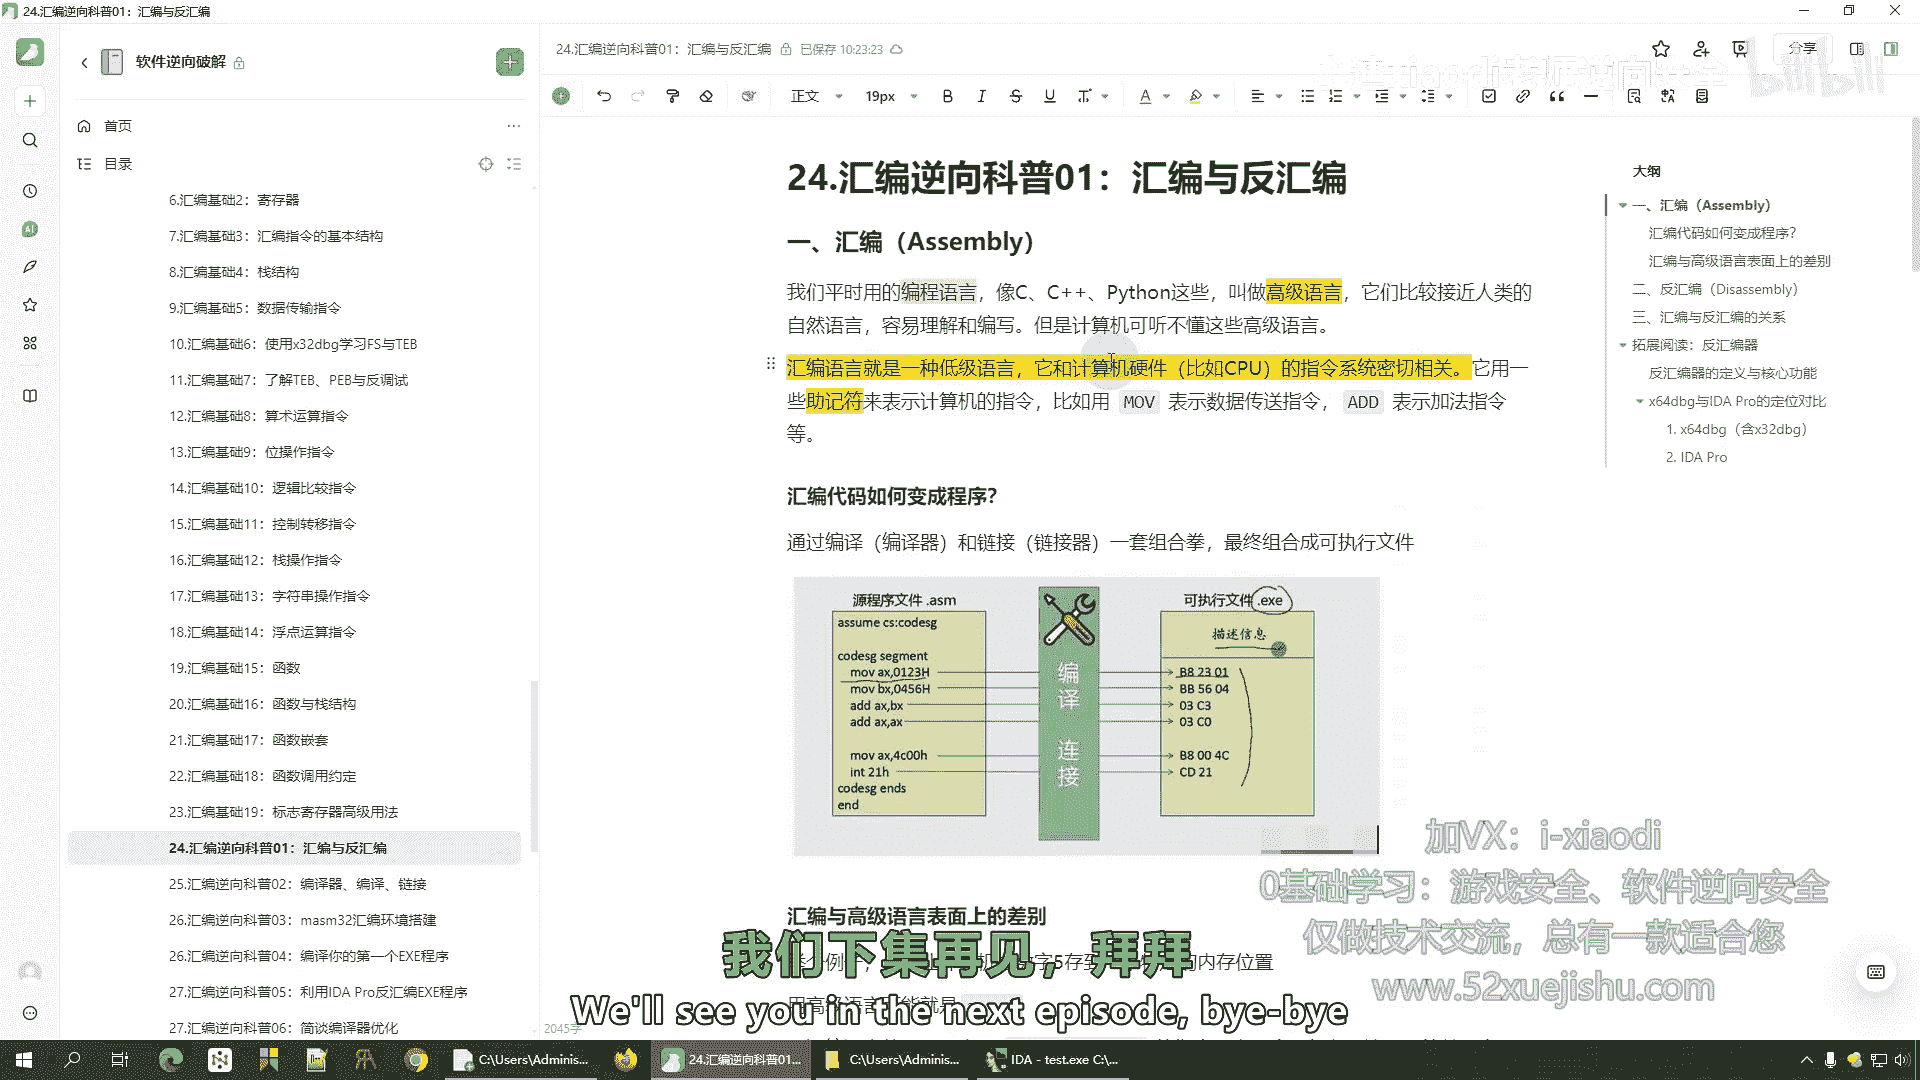 24.汇编逆向科普01：汇编与反汇编
软件逆向破解
首页
目录
6.汇编基础2：寄存器
7.汇编基础3：汇编指令的基本结构
8.汇编基础4：栈结构
9.汇编基础5：数据传输指令
10.汇编基础6：使用x32dbg学习FS与TEB
11.汇编基础7：了解TEB、PEB与反调试
12.汇编基础8：算术运算指令
13.汇编基础9：位操作指令
14.汇编基础10：逻辑比较指令
15.汇编基础11：控制转移指令
16.汇编基础12：栈操作指令
17.汇编基础13：字符串操作指令
18.汇编基础14：浮点运算指令
19.汇编基础15：函数
20.汇编基础16：函数与栈结构
21.汇编基础17：函数嵌套
22.汇编基础18：函数调用约定
23.汇编基础19：标志寄存器高级用法
24.汇编逆向科普01：汇编与反汇编
25.汇编逆向科普02：编译器、编译、链接
26.汇编逆向科普03：masm32汇编环境搭建
26.汇编逆向科普04：编译你的第一个EXE程序
27.汇编逆向科普05：利用IDA Pro反汇编EXE程序
27.汇编逆向科普06：简谈编译器优化
24.汇编逆向科普01：汇编与反汇编 已保存 10:23:23
分享
bilibili
正文 19px
24.汇编逆向科普01：汇编与反汇编
一、汇编（Assembly）
我们平时用的编程语言，像C、C++、Python这些，叫做高级语言，它们比较接近人类的
自然语言，容易理解和编写。但是计算机可听不懂这些高级语言。
汇编语言就是一种低级语言，它和计算机硬件（比如CPU）的指令系统密切相关。它用一
些助记符来表示计算机的指令，比如用 MOV 表示数据传送指令， ADD 表示加法指令
等。
汇编代码如何变成程序？
通过编译（编译器）和链接（链接器）一套组合拳，最终组合成可执行文件
源程序文件 .asm
assume cs:codesg
codesg segment
mov ax,0123H
mov bx,0456H
add ax,bx
add ax,ax
mov ax,4c00h
int 21h
codesg ends
end
编译 连接
可执行文件 .exe
描述信息
B8 23 01
BB 56 04
03 C3
03 C0
B8 00 4C
CD 21
汇编与高级语言表面上的差别
2045字
大纲
一、汇编（Assembly）
汇编代码如何变成程序？
汇编与高级语言表面上的差别
二、反汇编（Disassembly）
三、汇编与反汇编的关系
拓展阅读：反汇编器
反汇编器的定义与核心功能
x64dbg与IDA Pro的定位对比
1. x64dbg（含x32dbg）
2. IDA Pro
加VX：i-xiaodi
0基础学习：游戏安全、软件逆向安全
仅做技术交流，总有一款适合您
www.52xuejishu.com
我们下集再见，拜拜
We'll see you in the next episode, bye-bye
C:\Users\Adminis...
24.汇编逆向科普01...
C:\Users\Adminis...
IDA - test.exe C:\...